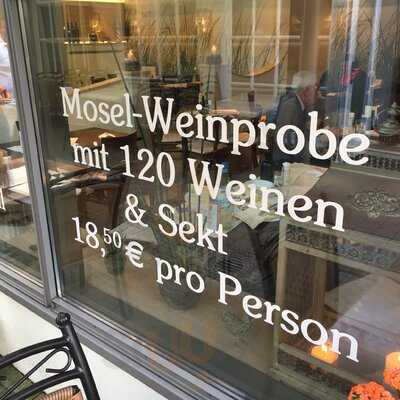 Mosel-Weinprobe
mit 120 Weinen
& Sekt
18,50 € pro Person